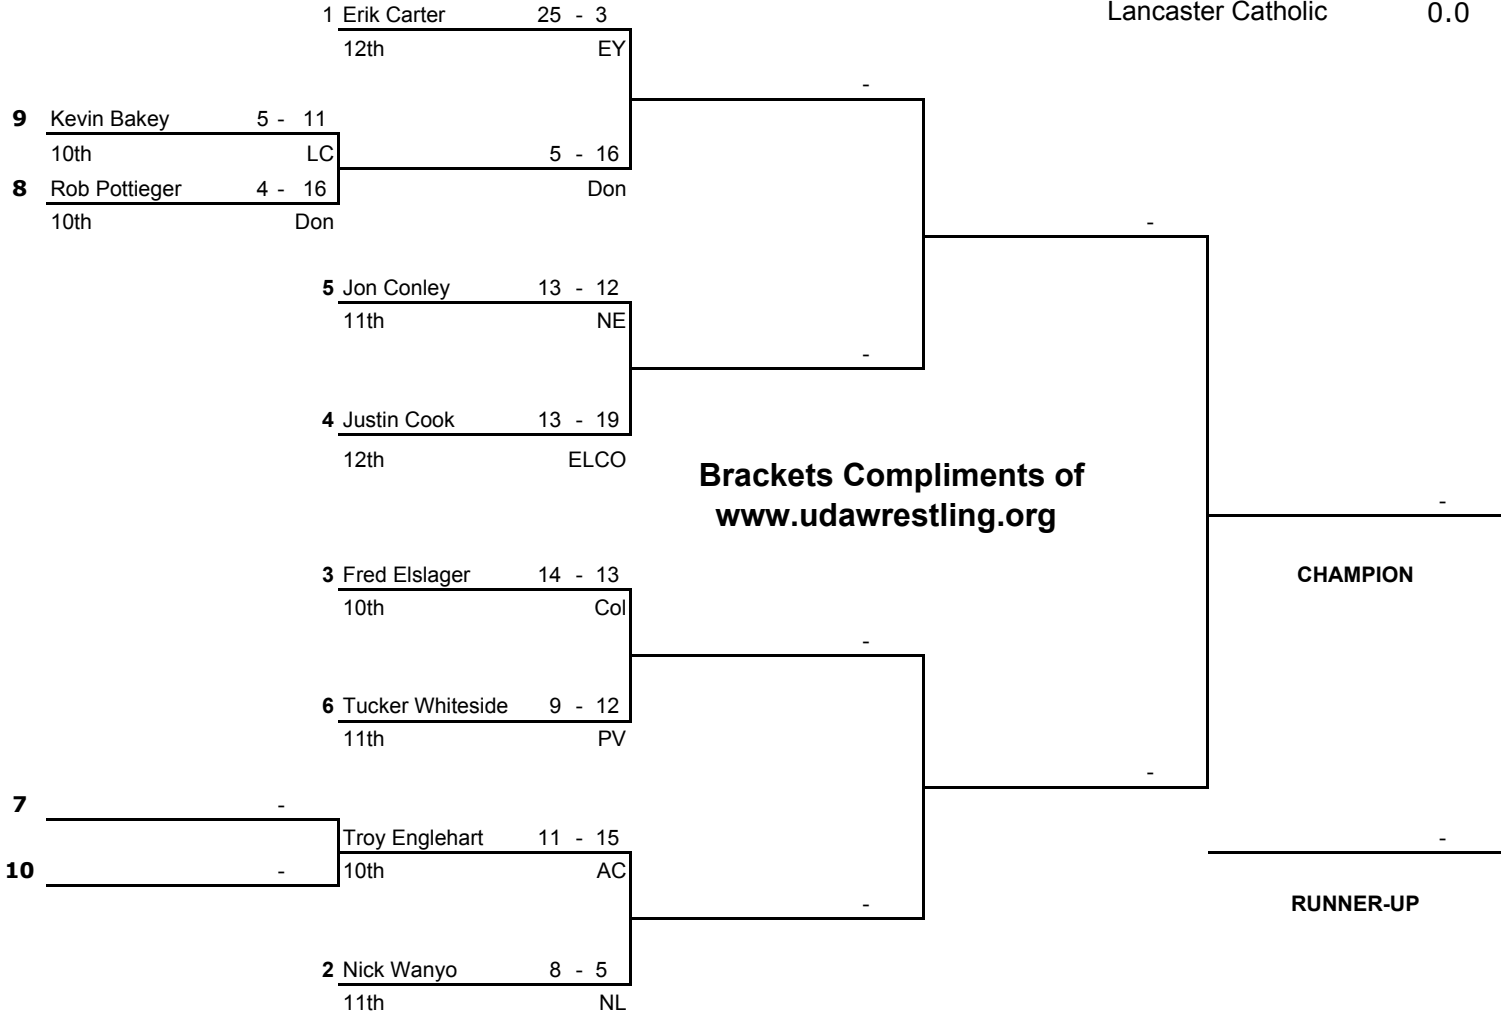 1 Erik Carter 25 - 3
Lancaster Catholic 0.0
12th EY
-
9 Kevin Bakey 5 - 11
10th LC
5 - 16
8 Rob Pottieger 4 - 16
Don
10th Don
-
5 Jon Conley 13 - 12
11th NE
-
4 Justin Cook 13 - 19
12th ELCO
Brackets Compliments of
www.udawrestling.org
-
3 Fred Elslager 14 - 13
CHAMPION
10th Col
-
6 Tucker Whiteside 9 - 12
11th PV
-
7 -
Troy Englehart 11 - 15
-
10 -
10th AC
-
RUNNER-UP
2 Nick Wanyo 8 - 5
11th NL